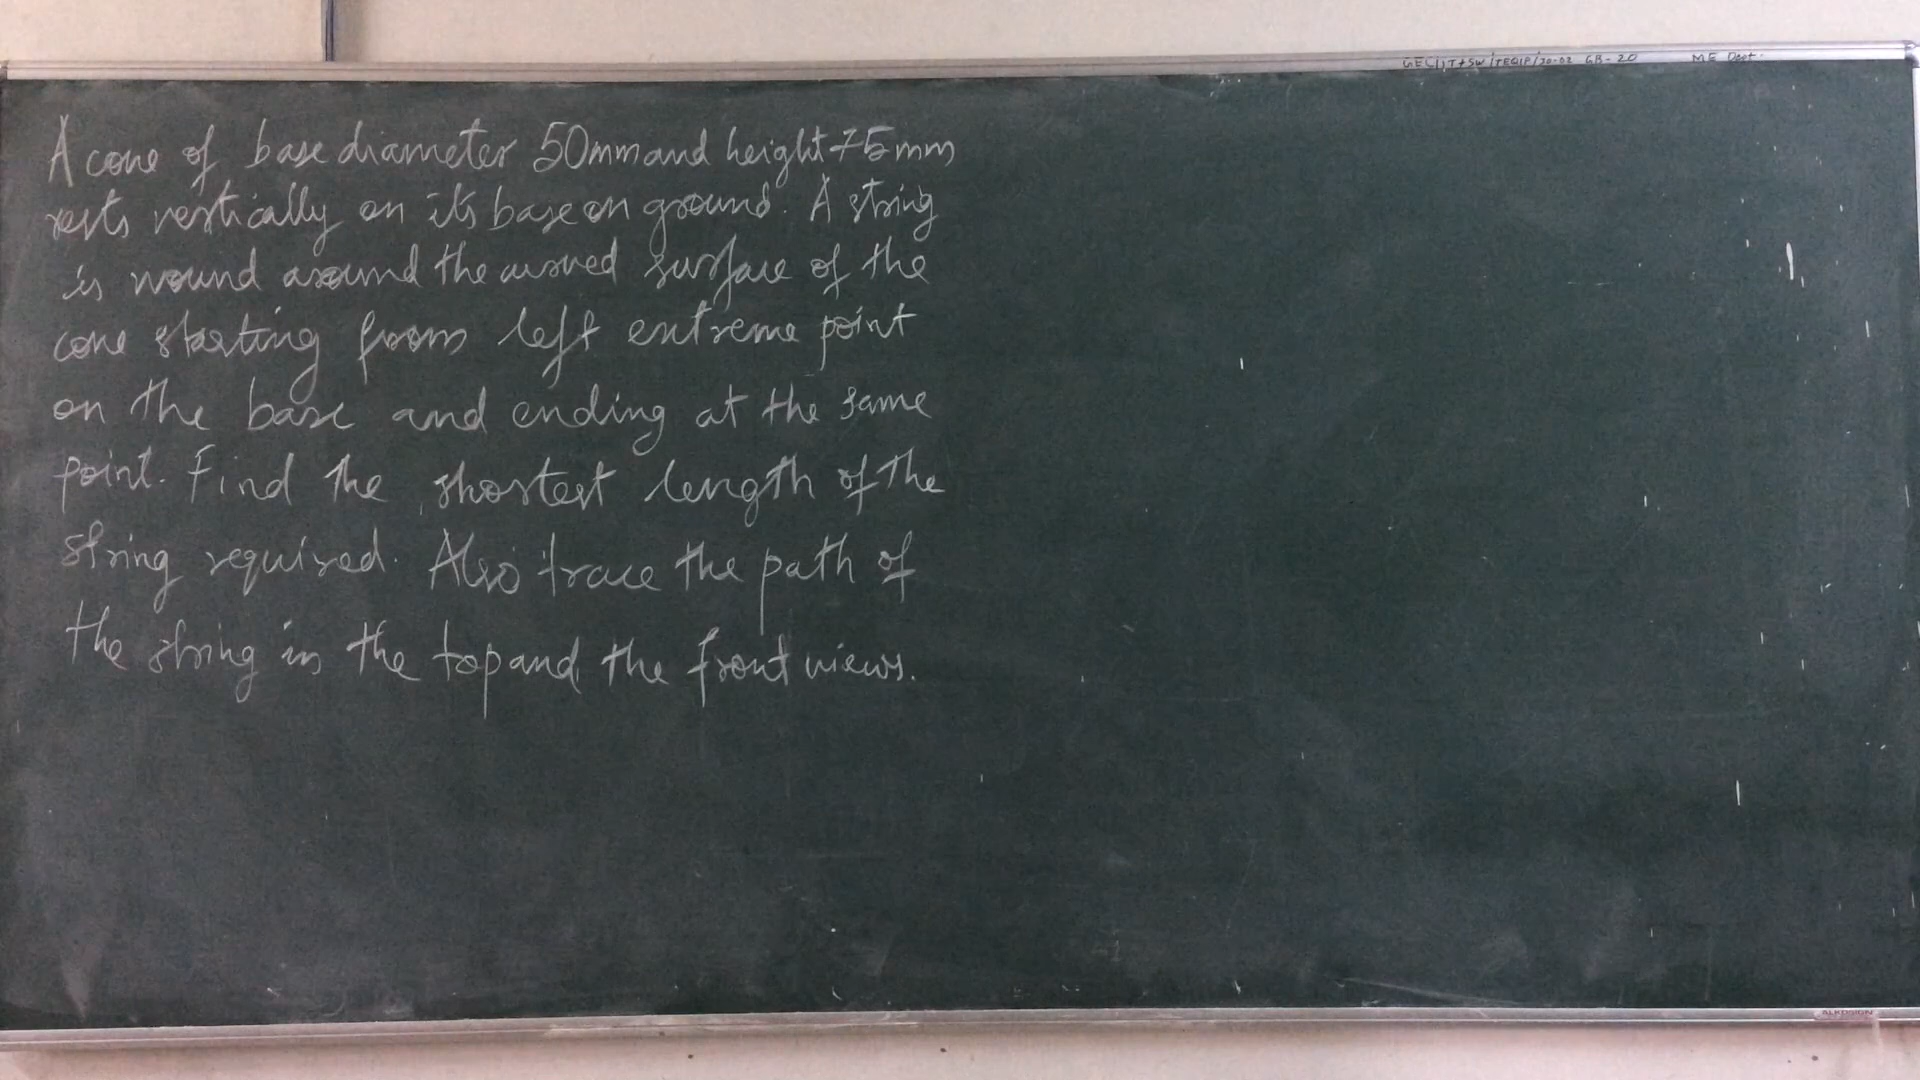 ME Dept.
A cone of base diameter 50mm and height 75mm
rests vertically on its base on ground. A string
is wound around the curved surface of the
cone starting from left extreme point
on the base and ending at the same
point. Find the shortest length of the
string required. Also trace the path of
the string in the top and the front views.